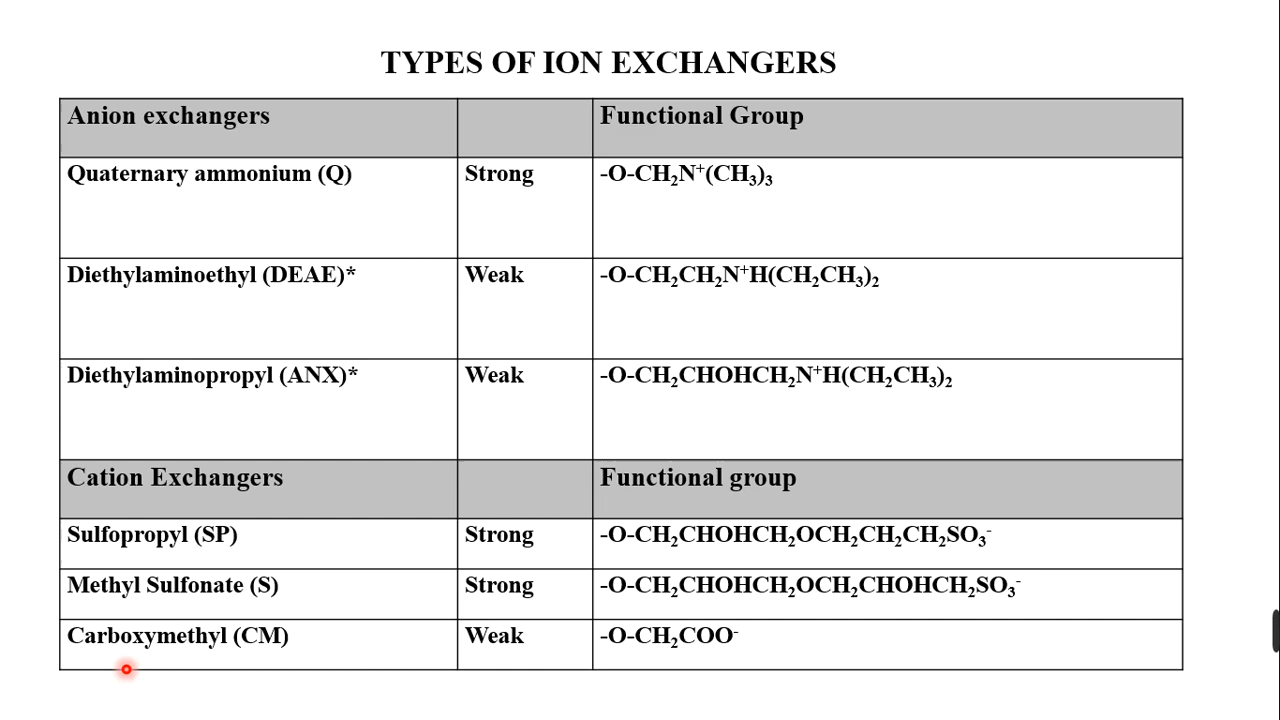 TYPES OF ION EXCHANGERS
Anion exchangers Functional Group
Quaternary ammonium (Q) Strong -O-CH₂N⁺(CH₃)₃
Diethylaminoethyl (DEAE)* Weak -O-CH₂CH₂N⁺H(CH₂CH₃)₂
Diethylaminopropyl (ANX)* Weak -O-CH₂CHOHCH₂N⁺H(CH₂CH₃)₂
Cation Exchangers Functional group
Sulfopropyl (SP) Strong -O-CH₂CHOHCH₂OCH₂CH₂CH₂SO₃⁻
Methyl Sulfonate (S) Strong -O-CH₂CHOHCH₂OCH₂CHOHCH₂SO₃⁻
Carboxymethyl (CM) Weak -O-CH₂COO⁻